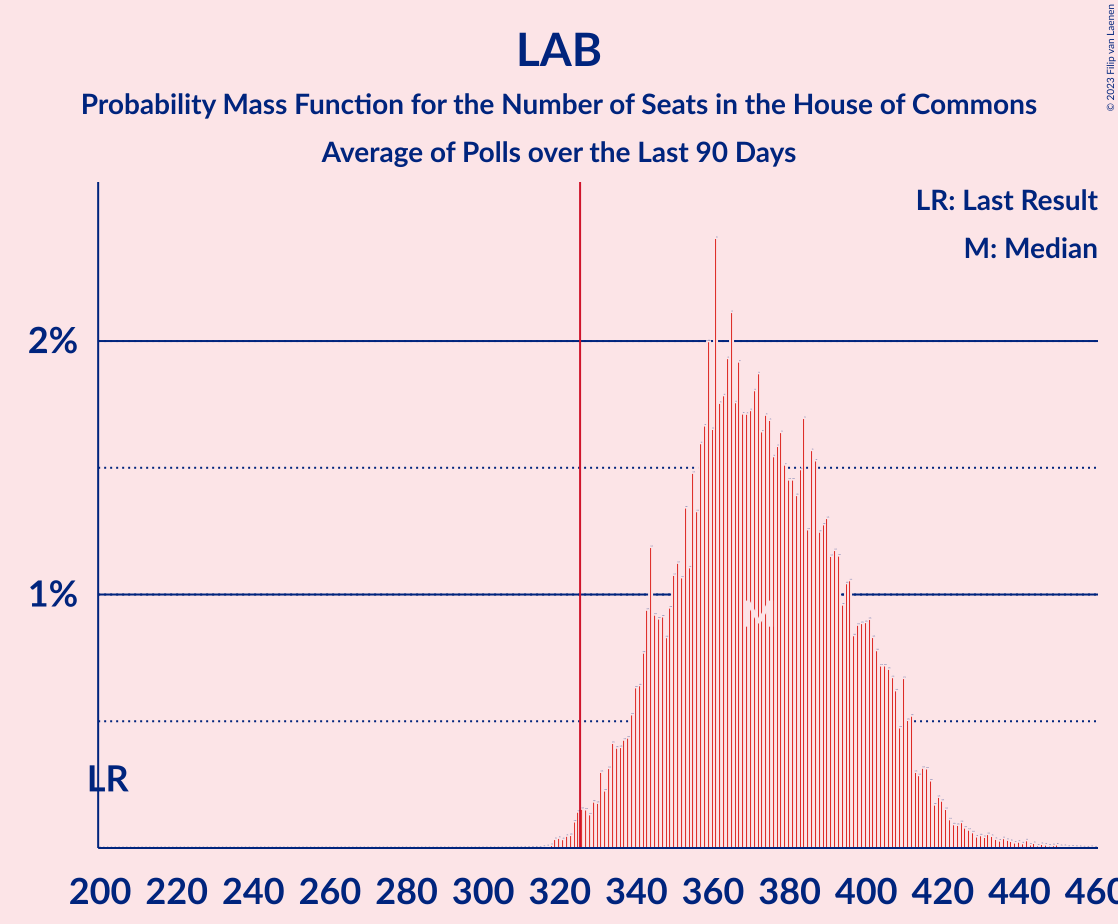 LAB
Probability Mass Function for the Number of Seats in the House of Commons
Average of Polls over the Last 90 Days
© 2023 Filip van Laenen
LR: Last Result
M: Median
2%
1%
LR
M
200 220 240 260 280 300 320 340 360 380 400 420 440 460